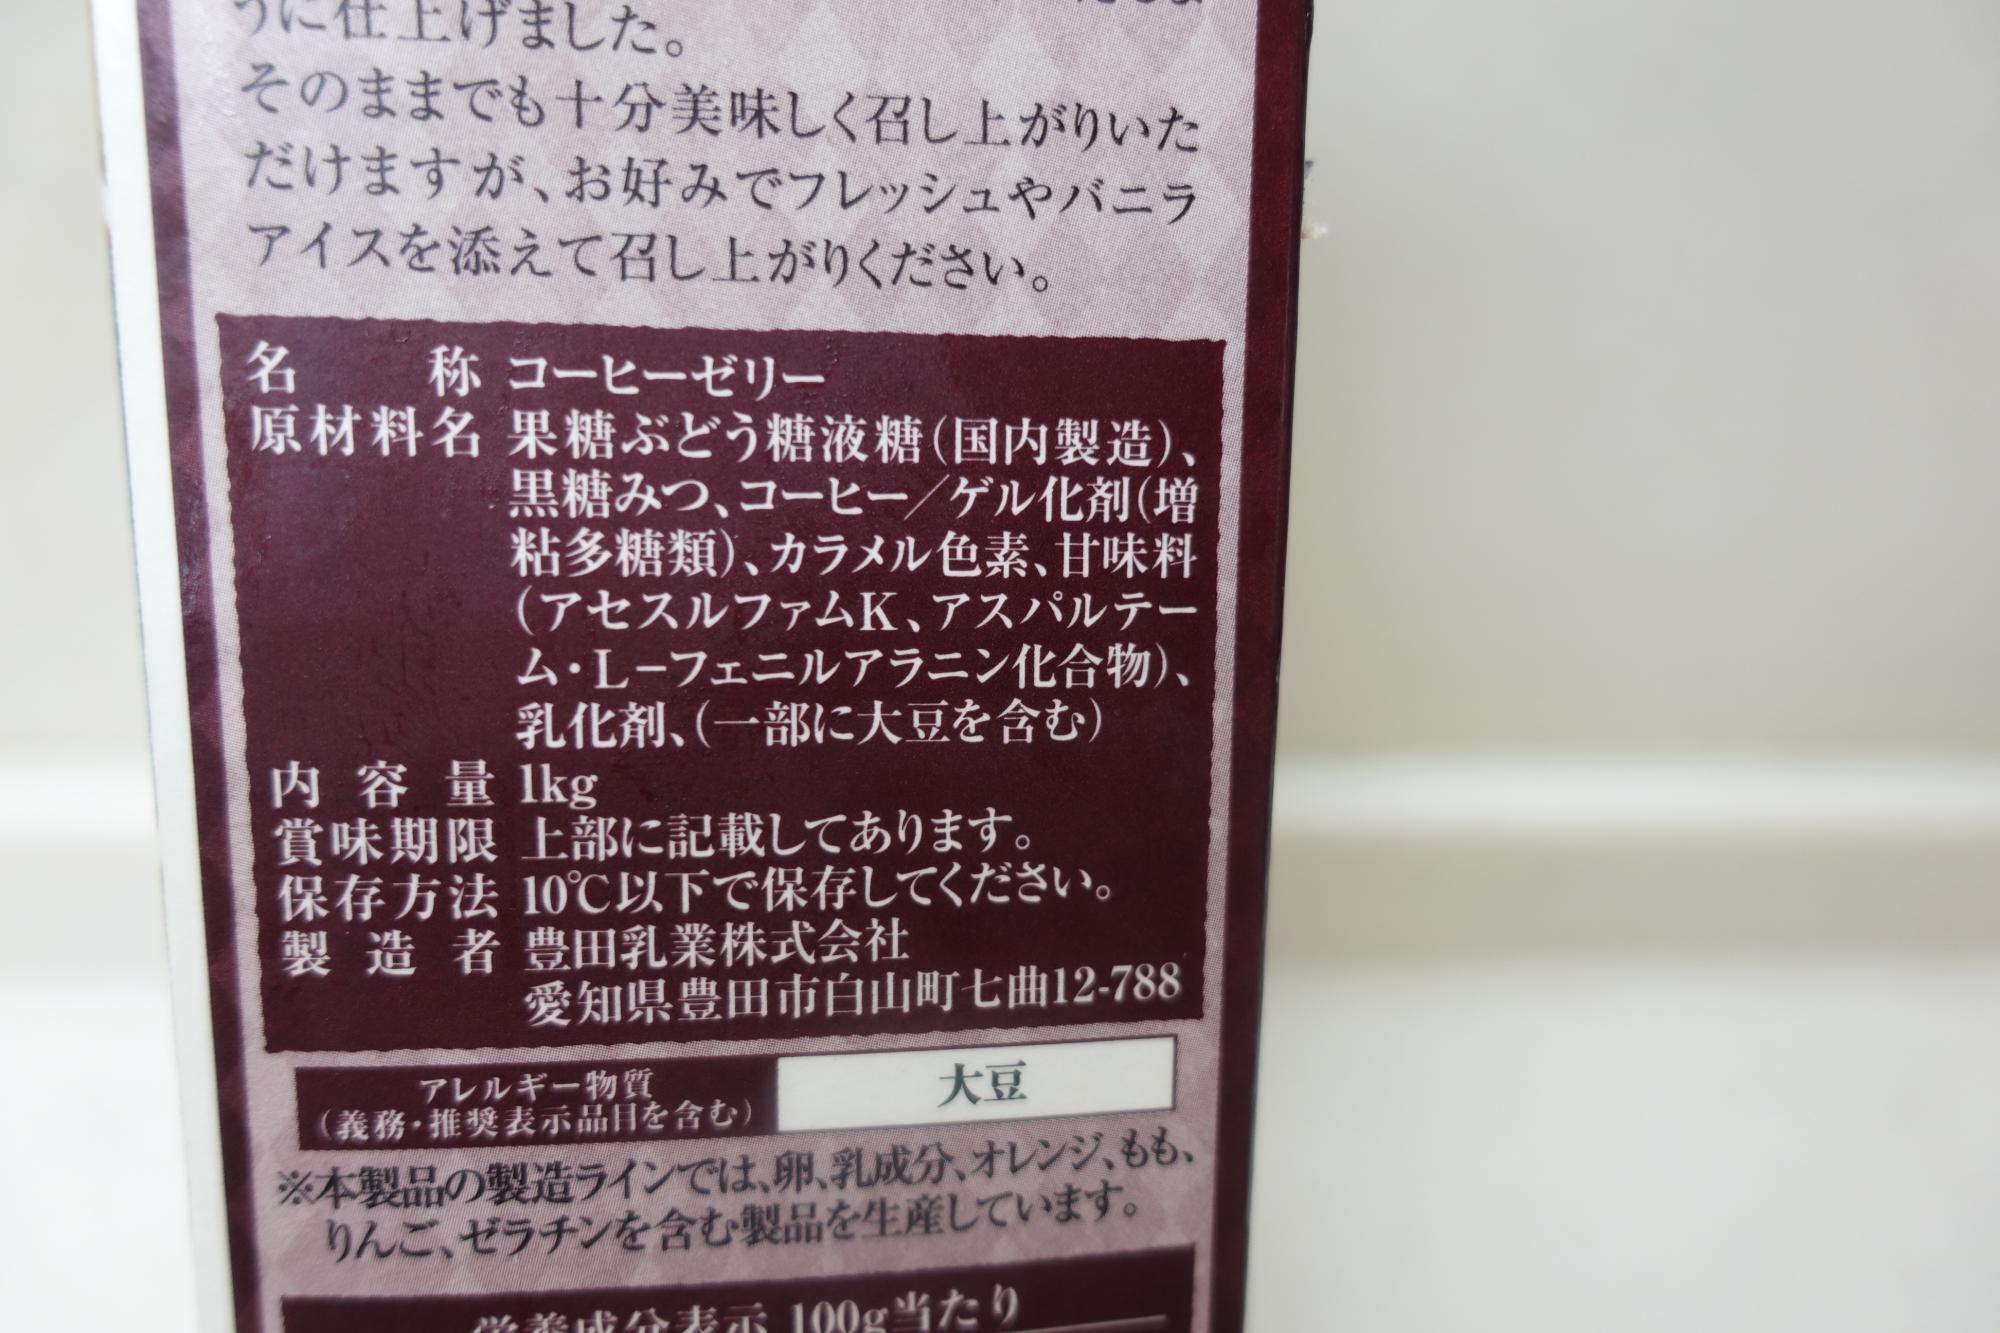 うに仕上げました。
そのままでも十分美味しく召し上がりいた
だけますが、お好みでフレッシュやバニラ
アイスを添えて召し上がりください。
名称 コーヒーゼリー
原材料名 果糖ぶどう糖液糖(国内製造)、
黒糖みつ、コーヒー／ゲル化剤(増
粘多糖類)、カラメル色素、甘味料
(アセスルファムK、アスパルテー
ム・L−フェニルアラニン化合物)、
乳化剤、(一部に大豆を含む)
内容量 1kg
賞味期限 上部に記載してあります。
保存方法 10℃以下で保存してください。
製造者 豊田乳業株式会社
愛知県豊田市白山町七曲12-788
アレルギー物質
(義務・推奨表示品目を含む)
大豆
※本製品の製造ラインでは、卵、乳成分、オレンジ、もも、
りんご、ゼラチンを含む製品を生産しています。
栄養成分表示 100g当たり